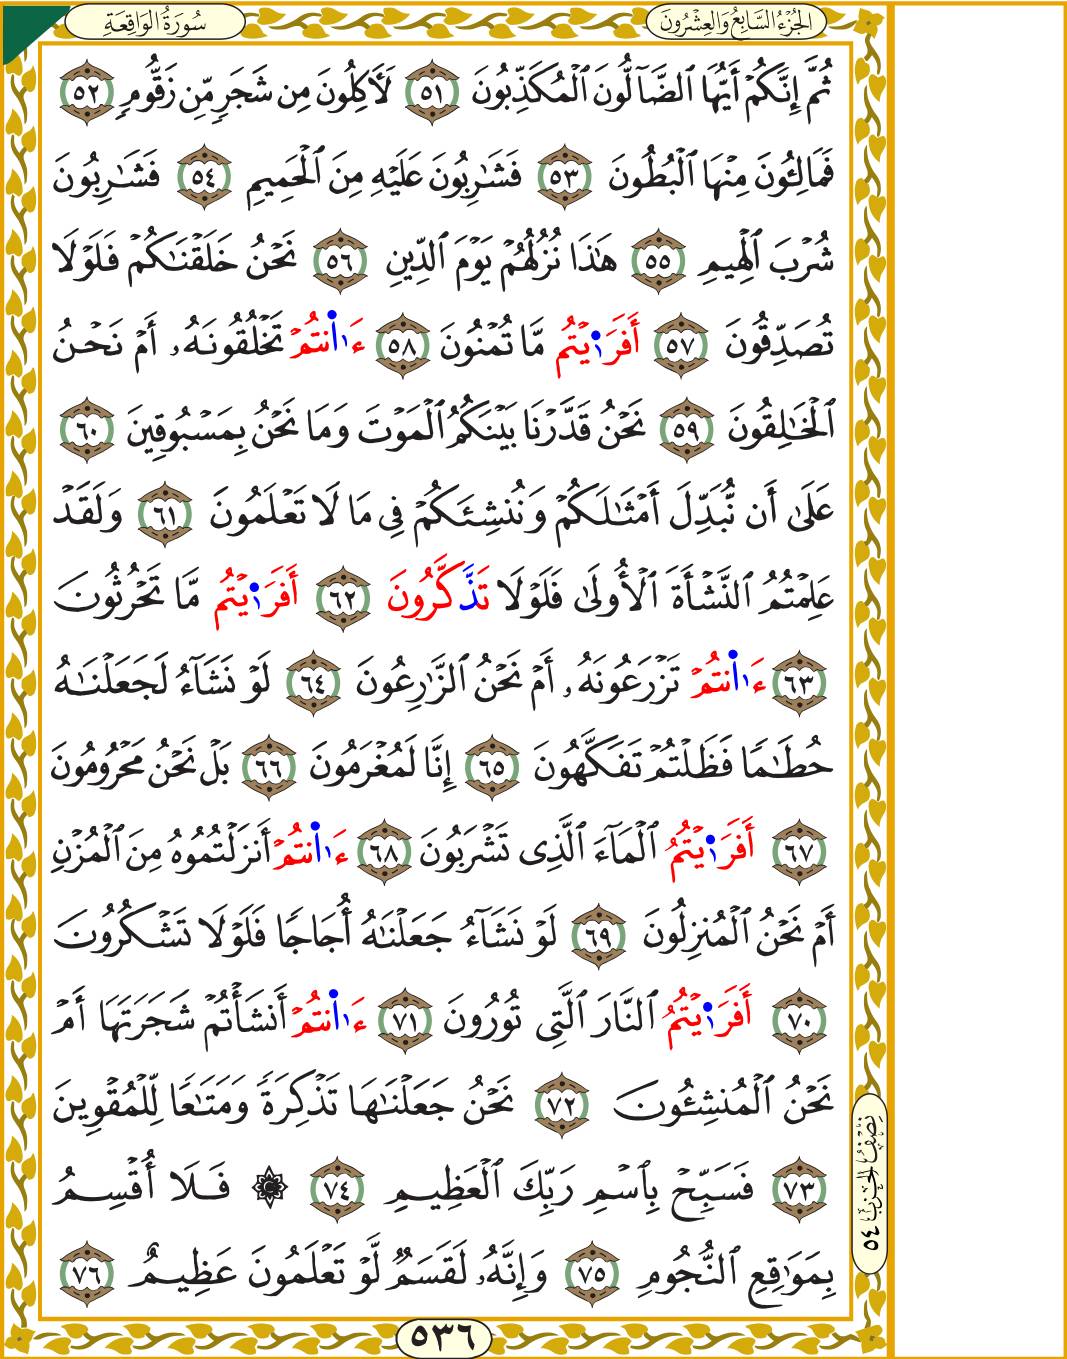 الجُزْءُ السَّابِعُ وَالعِشْرُونَ
سُورَةُ الوَاقِعَةِ
ثُمَّ إِنَّكُمْ أَيُّهَا ٱلضَّآلُّونَ ٱلْمُكَذِّبُونَ ٥١ لَأَٓكِلُونَ مِن شَجَرٍ مِّن زَقُّومٍ ٥٢
فَمَالِـُٔونَ مِنْهَا ٱلْبُطُونَ ٥٣ فَشَٰرِبُونَ عَلَيْهِ مِنَ ٱلْحَمِيمِ ٥٤ فَشَٰرِبُونَ
شُرْبَ ٱلْهِيمِ ٥٥ هَٰذَا نُزُلُهُمْ يَوْمَ ٱلدِّينِ ٥٦ نَحْنُ خَلَقْنَٰكُمْ فَلَوْلَا
تُصَدِّقُونَ ٥٧ أَفَرَٰيْتُم مَّا تُمْنُونَ ٥٨ ءَا۬نتُمْ تَخْلُقُونَهُۥ أَمْ نَحْنُ
ٱلْخَٰلِقُونَ ٥٩ نَحْنُ قَدَّرْنَا بَيْنَكُمُ ٱلْمَوْتَ وَمَا نَحْنُ بِمَسْبُوقِينَ ٦٠
عَلَىٰ أَن نُّبَدِّلَ أَمْثَٰلَكُمْ وَنُنشِئَكُمْ فِى مَا لَا تَعْلَمُونَ ٦١ وَلَقَدْ
عَلِمْتُمُ ٱلنَّشْأَةَ ٱلْأُولَىٰ فَلَوْلَا تَذَّكَّرُونَ ٦٢ أَفَرَٰيْتُم مَّا تَحْرُثُونَ
٦٣ ءَا۬نتُمْ تَزْرَعُونَهُۥ أَمْ نَحْنُ ٱلزَّٰرِعُونَ ٦٤ لَوْ نَشَآءُ لَجَعَلْنَٰهُ
حُطَٰمًا فَظَلْتُمْ تَفَكَّهُونَ ٦٥ إِنَّا لَمُغْرَمُونَ ٦٦ بَلْ نَحْنُ مَحْرُومُونَ
٦٧ أَفَرَٰيْتُمُ ٱلْمَآءَ ٱلَّذِى تَشْرَبُونَ ٦٨ ءَا۬نتُمْ أَنزَلْتُمُوهُ مِنَ ٱلْمُزْنِ
أَمْ نَحْنُ ٱلْمُنزِلُونَ ٦٩ لَوْ نَشَآءُ جَعَلْنَٰهُ أُجَاجًا فَلَوْلَا تَشْكُرُونَ
٧٠ أَفَرَٰيْتُمُ ٱلنَّارَ ٱلَّتِى تُورُونَ ٧١ ءَا۬نتُمْ أَنشَأْتُمْ شَجَرَتَهَا أَمْ
نَحْنُ ٱلْمُنشِـُٔونَ ٧٢ نَحْنُ جَعَلْنَٰهَا تَذْكِرَةً وَمَتَٰعًا لِّلْمُقْوِينَ
٧٣ فَسَبِّحْ بِٱسْمِ رَبِّكَ ٱلْعَظِيمِ ٧٤ ۞ فَلَا أُقْسِمُ
بِمَوَٰقِعِ ٱلنُّجُومِ ٧٥ وَإِنَّهُۥ لَقَسَمٌ لَّوْ تَعْلَمُونَ عَظِيمٌ ٧٦
نِصْفُ الحِزْبِ ٥٤
٥٣٦